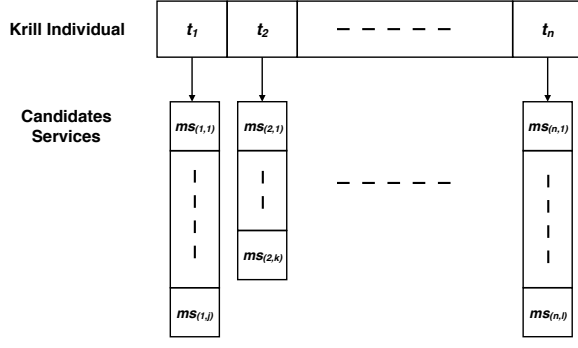 Krill Individual t1 t2 tn
Candidates
Services
ms(1,1) ms(2,1) ms(n,1)
ms(2,k)
ms(1,j) ms(n,l)